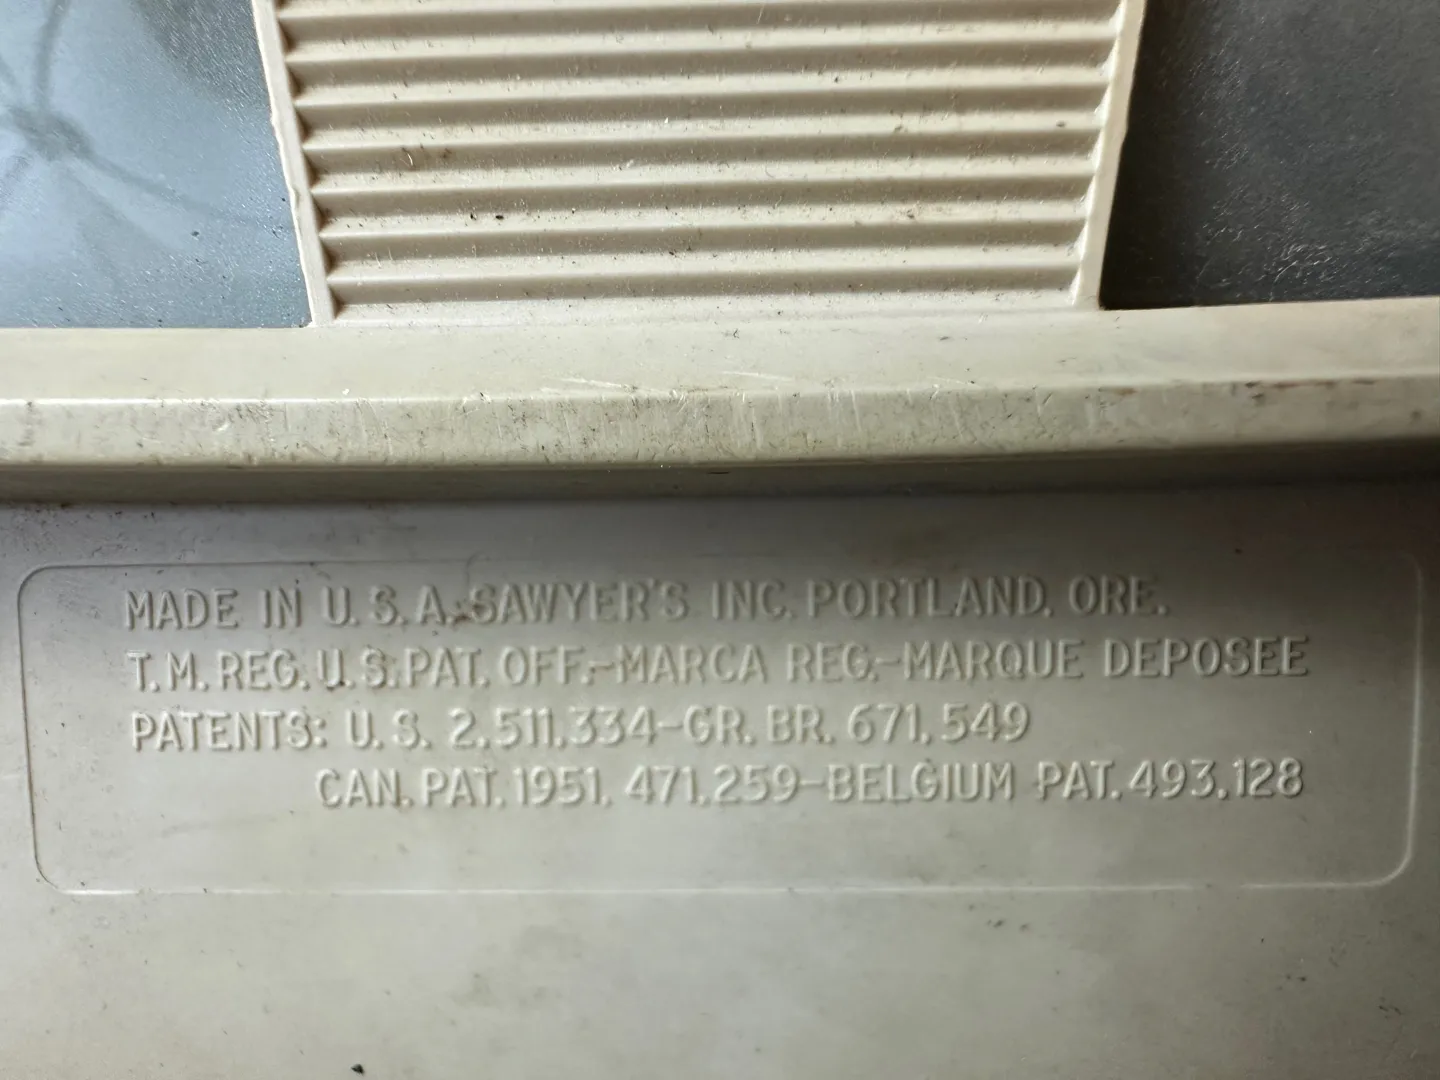 MADE IN U.S.A. SAWYER'S INC. PORTLAND, ORE.
T.M. REG. U.S. PAT. OFF.-MARCA REG.-MARQUE DEPOSEE
PATENTS: U.S. 2,511,334-GR. BR. 671,549
CAN. PAT. 1951, 471,259-BELGIUM PAT. 493,128